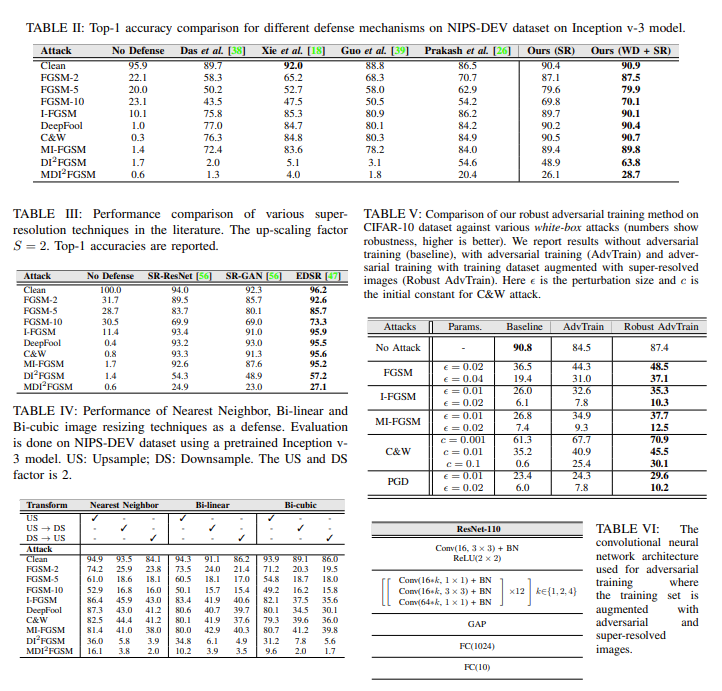 TABLE II: Top-1 accuracy comparison for different defense mechanisms on NIPS-DEV dataset on Inception v-3 model.
Attack No Defense Das et al. [38] Xie et al. [18] Guo et al. [39] Prakash et al. [26] Ours (SR) Ours (WD + SR)
Clean 95.9 89.7 92.0 88.8 86.5 90.4 90.9
FGSM-2 22.1 58.3 65.2 68.3 70.7 87.1 87.5
FGSM-5 20.0 50.2 52.7 58.0 62.9 79.6 79.9
FGSM-10 23.1 43.5 47.5 50.5 54.2 69.8 70.1
I-FGSM 10.1 75.8 85.3 80.9 86.2 89.7 90.1
DeepFool 1.0 77.0 84.7 80.1 84.2 90.2 90.4
C&W 0.3 76.3 84.8 80.3 84.9 90.5 90.7
MI-FGSM 1.4 72.4 83.6 78.2 84.0 89.4 89.8
DI²FGSM 1.7 2.0 5.1 3.1 54.6 48.9 63.8
MDI²FGSM 0.6 1.3 4.0 1.8 20.4 26.1 28.7
TABLE III: Performance comparison of various super-
resolution techniques in the literature. The up-scaling factor
S = 2. Top-1 accuracies are reported.
Attack No Defense SR-ResNet [56] SR-GAN [56] EDSR [47]
Clean 100.0 94.0 92.3 96.2
FGSM-2 31.7 89.5 85.7 92.6
FGSM-5 28.7 83.7 80.1 85.7
FGSM-10 30.5 69.9 69.0 73.3
I-FGSM 11.4 93.4 91.0 95.9
DeepFool 0.4 93.2 93.0 95.5
C&W 0.8 93.3 91.3 95.6
MI-FGSM 1.7 92.6 87.6 95.2
DI²FGSM 1.4 54.3 48.9 57.2
MDI²FGSM 0.6 24.9 23.0 27.1
TABLE IV: Performance of Nearest Neighbor, Bi-linear and
Bi-cubic image resizing techniques as a defense. Evaluation
is done on NIPS-DEV dataset using a pretrained Inception v-
3 model. US: Upsample; DS: Downsample. The US and DS
factor is 2.
Transform Nearest Neighbor Bi-linear Bi-cubic
US ✓ - - ✓ - - ✓ - -
US → DS - ✓ - - ✓ - - ✓ -
DS → US - - ✓ - - ✓ - - ✓
Attack
Clean 94.9 93.5 84.1 94.3 91.1 86.2 93.9 89.1 86.0
FGSM-2 74.2 25.9 23.8 73.5 24.0 21.4 71.2 20.3 19.5
FGSM-5 61.0 18.6 18.1 60.5 18.1 17.0 54.8 18.7 18.0
FGSM-10 52.9 16.8 16.0 50.1 15.7 15.4 49.2 16.2 15.8
I-FGSM 86.4 45.9 43.0 83.4 41.9 40.6 82.1 37.5 35.6
DeepFool 87.3 43.0 41.2 80.6 40.7 39.7 80.1 34.5 30.1
C&W 82.5 44.4 41.2 80.1 41.9 37.6 79.3 39.6 36.0
MI-FGSM 81.4 41.0 38.0 80.0 42.9 40.3 80.7 41.2 39.8
DI²FGSM 36.0 5.8 3.9 34.8 6.1 4.9 31.2 7.8 5.6
MDI²FGSM 16.1 3.8 2.0 10.2 3.9 3.5 9.6 2.0 1.7
TABLE V: Comparison of our robust adversarial training method on
CIFAR-10 dataset against various white-box attacks (numbers show
robustness, higher is better). We report results without adversarial
training (baseline), with adversarial training (AdvTrain) and adver-
sarial training with training dataset augmented with super-resolved
images (Robust AdvTrain). Here ϵ is the perturbation size and c is
the initial constant for C&W attack.
Attacks Params. Baseline AdvTrain Robust AdvTrain
No Attack - 90.8 84.5 87.4
FGSM ϵ = 0.02 36.5 44.3 48.5
ϵ = 0.04 19.4 31.0 37.1
I-FGSM ϵ = 0.01 26.0 32.6 35.3
ϵ = 0.02 6.1 7.8 10.3
MI-FGSM ϵ = 0.01 26.8 34.9 37.7
ϵ = 0.02 7.4 9.3 12.5
C&W c = 0.001 61.3 67.7 70.9
c = 0.01 35.2 40.9 45.5
c = 0.1 0.6 25.4 30.1
PGD ϵ = 0.01 23.4 24.3 29.6
ϵ = 0.02 6.0 7.8 10.2
ResNet-110
Conv(16, 3 × 3) + BN
ReLU(2 × 2)
Conv(16*k, 1 × 1) + BN
Conv(16*k, 3 × 3) + BN ×12 k∈{1, 2, 4}
Conv(64*k, 1 × 1) + BN
GAP
FC(1024)
FC(10)
TABLE VI: The
convolutional neural
network architecture
used for adversarial
training where
the training set is
augmented with
adversarial and
super-resolved
images.